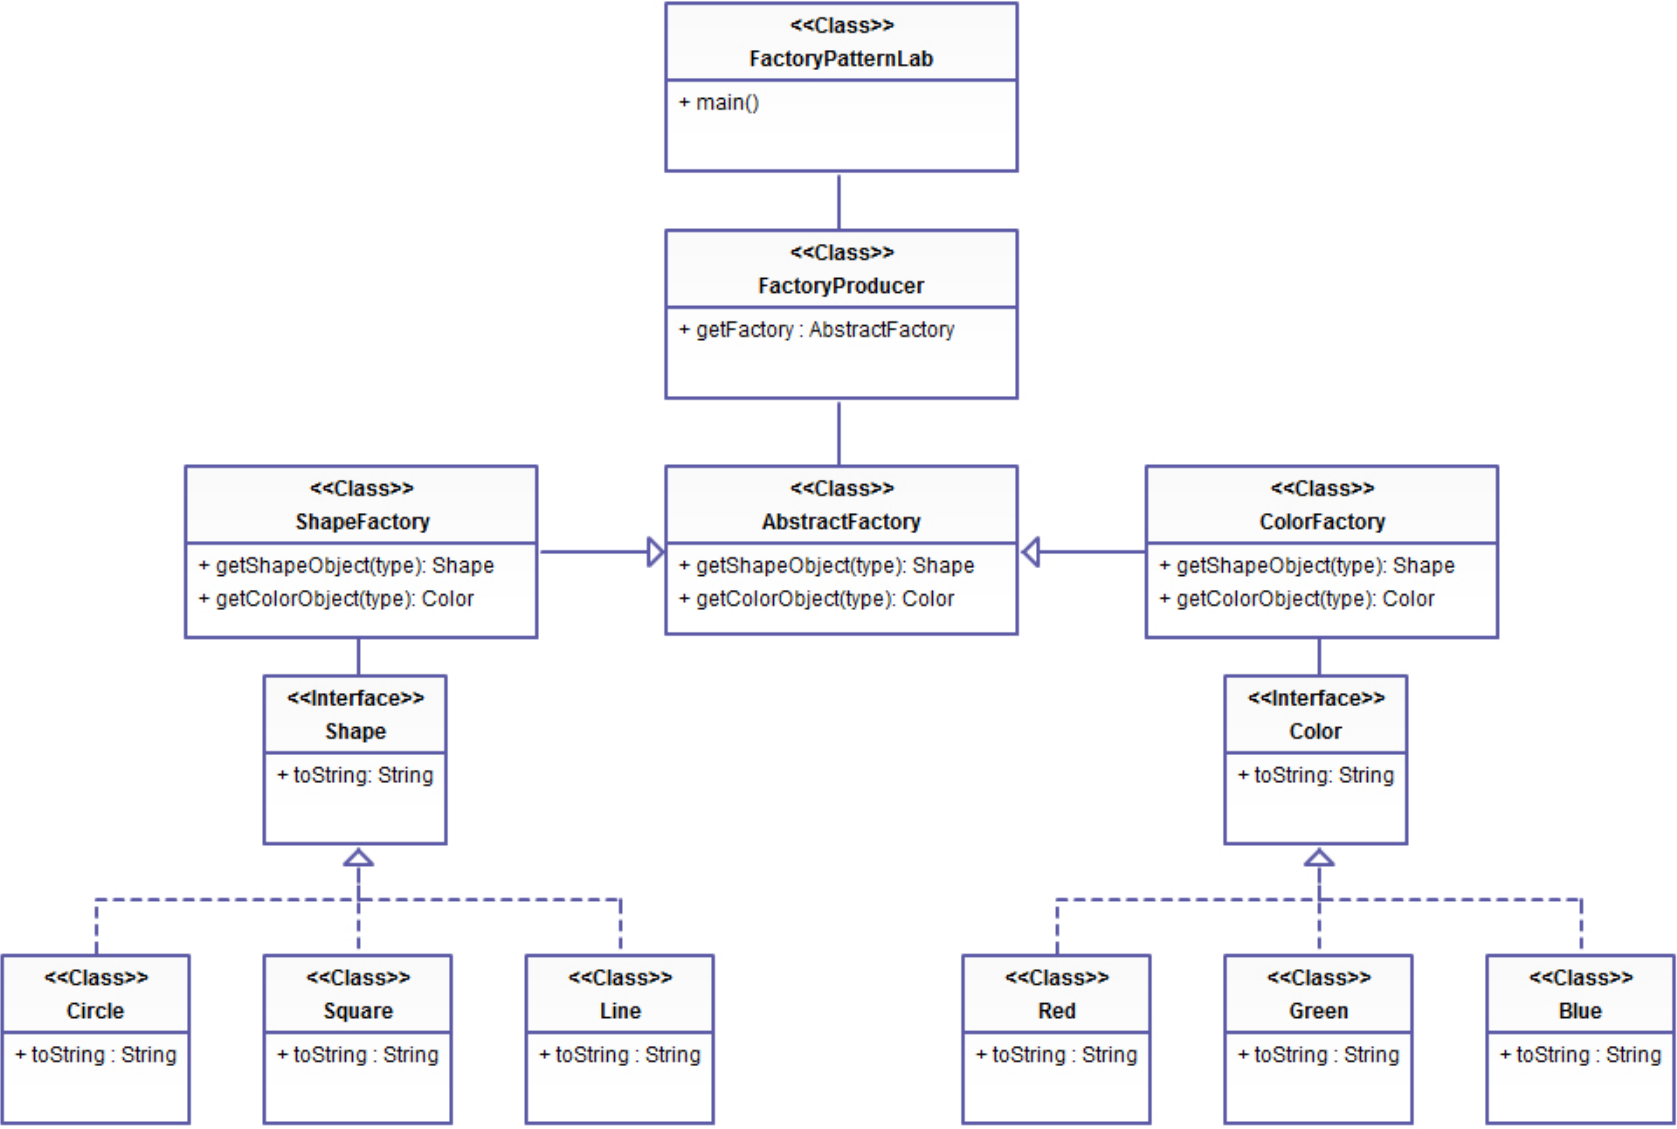 <<Class>>
FactoryPatternLab
+ main()
<<Class>>
FactoryProducer
+ getFactory : AbstractFactory
<<Class>>
ShapeFactory
+ getShapeObject(type): Shape
+ getColorObject(type): Color
<<Class>>
AbstractFactory
+ getShapeObject(type): Shape
+ getColorObject(type): Color
<<Class>>
ColorFactory
+ getShapeObject(type): Shape
+ getColorObject(type): Color
<<Interface>>
Shape
+ toString: String
<<Interface>>
Color
+ toString: String
<<Class>>
Circle
+ toString : String
<<Class>>
Square
+ toString : String
<<Class>>
Line
+ toString : String
<<Class>>
Red
+ toString : String
<<Class>>
Green
+ toString : String
<<Class>>
Blue
+ toString : String